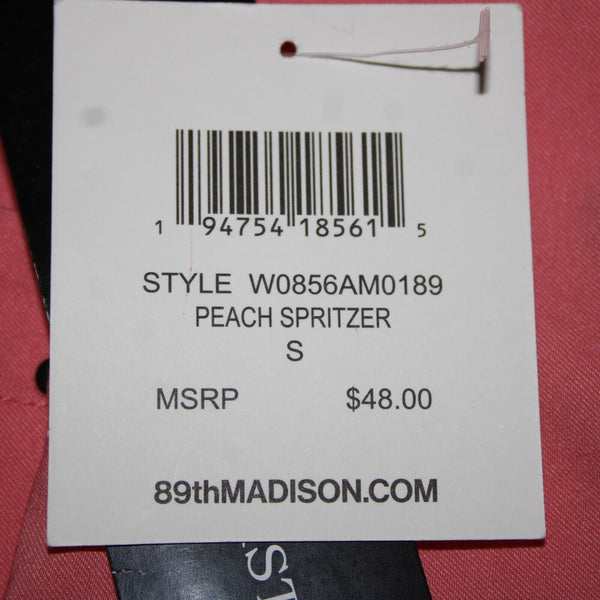 1 94754 18561 5
STYLE W0856AM0189
PEACH SPRITZER
S
MSRP $48.00
89thMADISON.COM